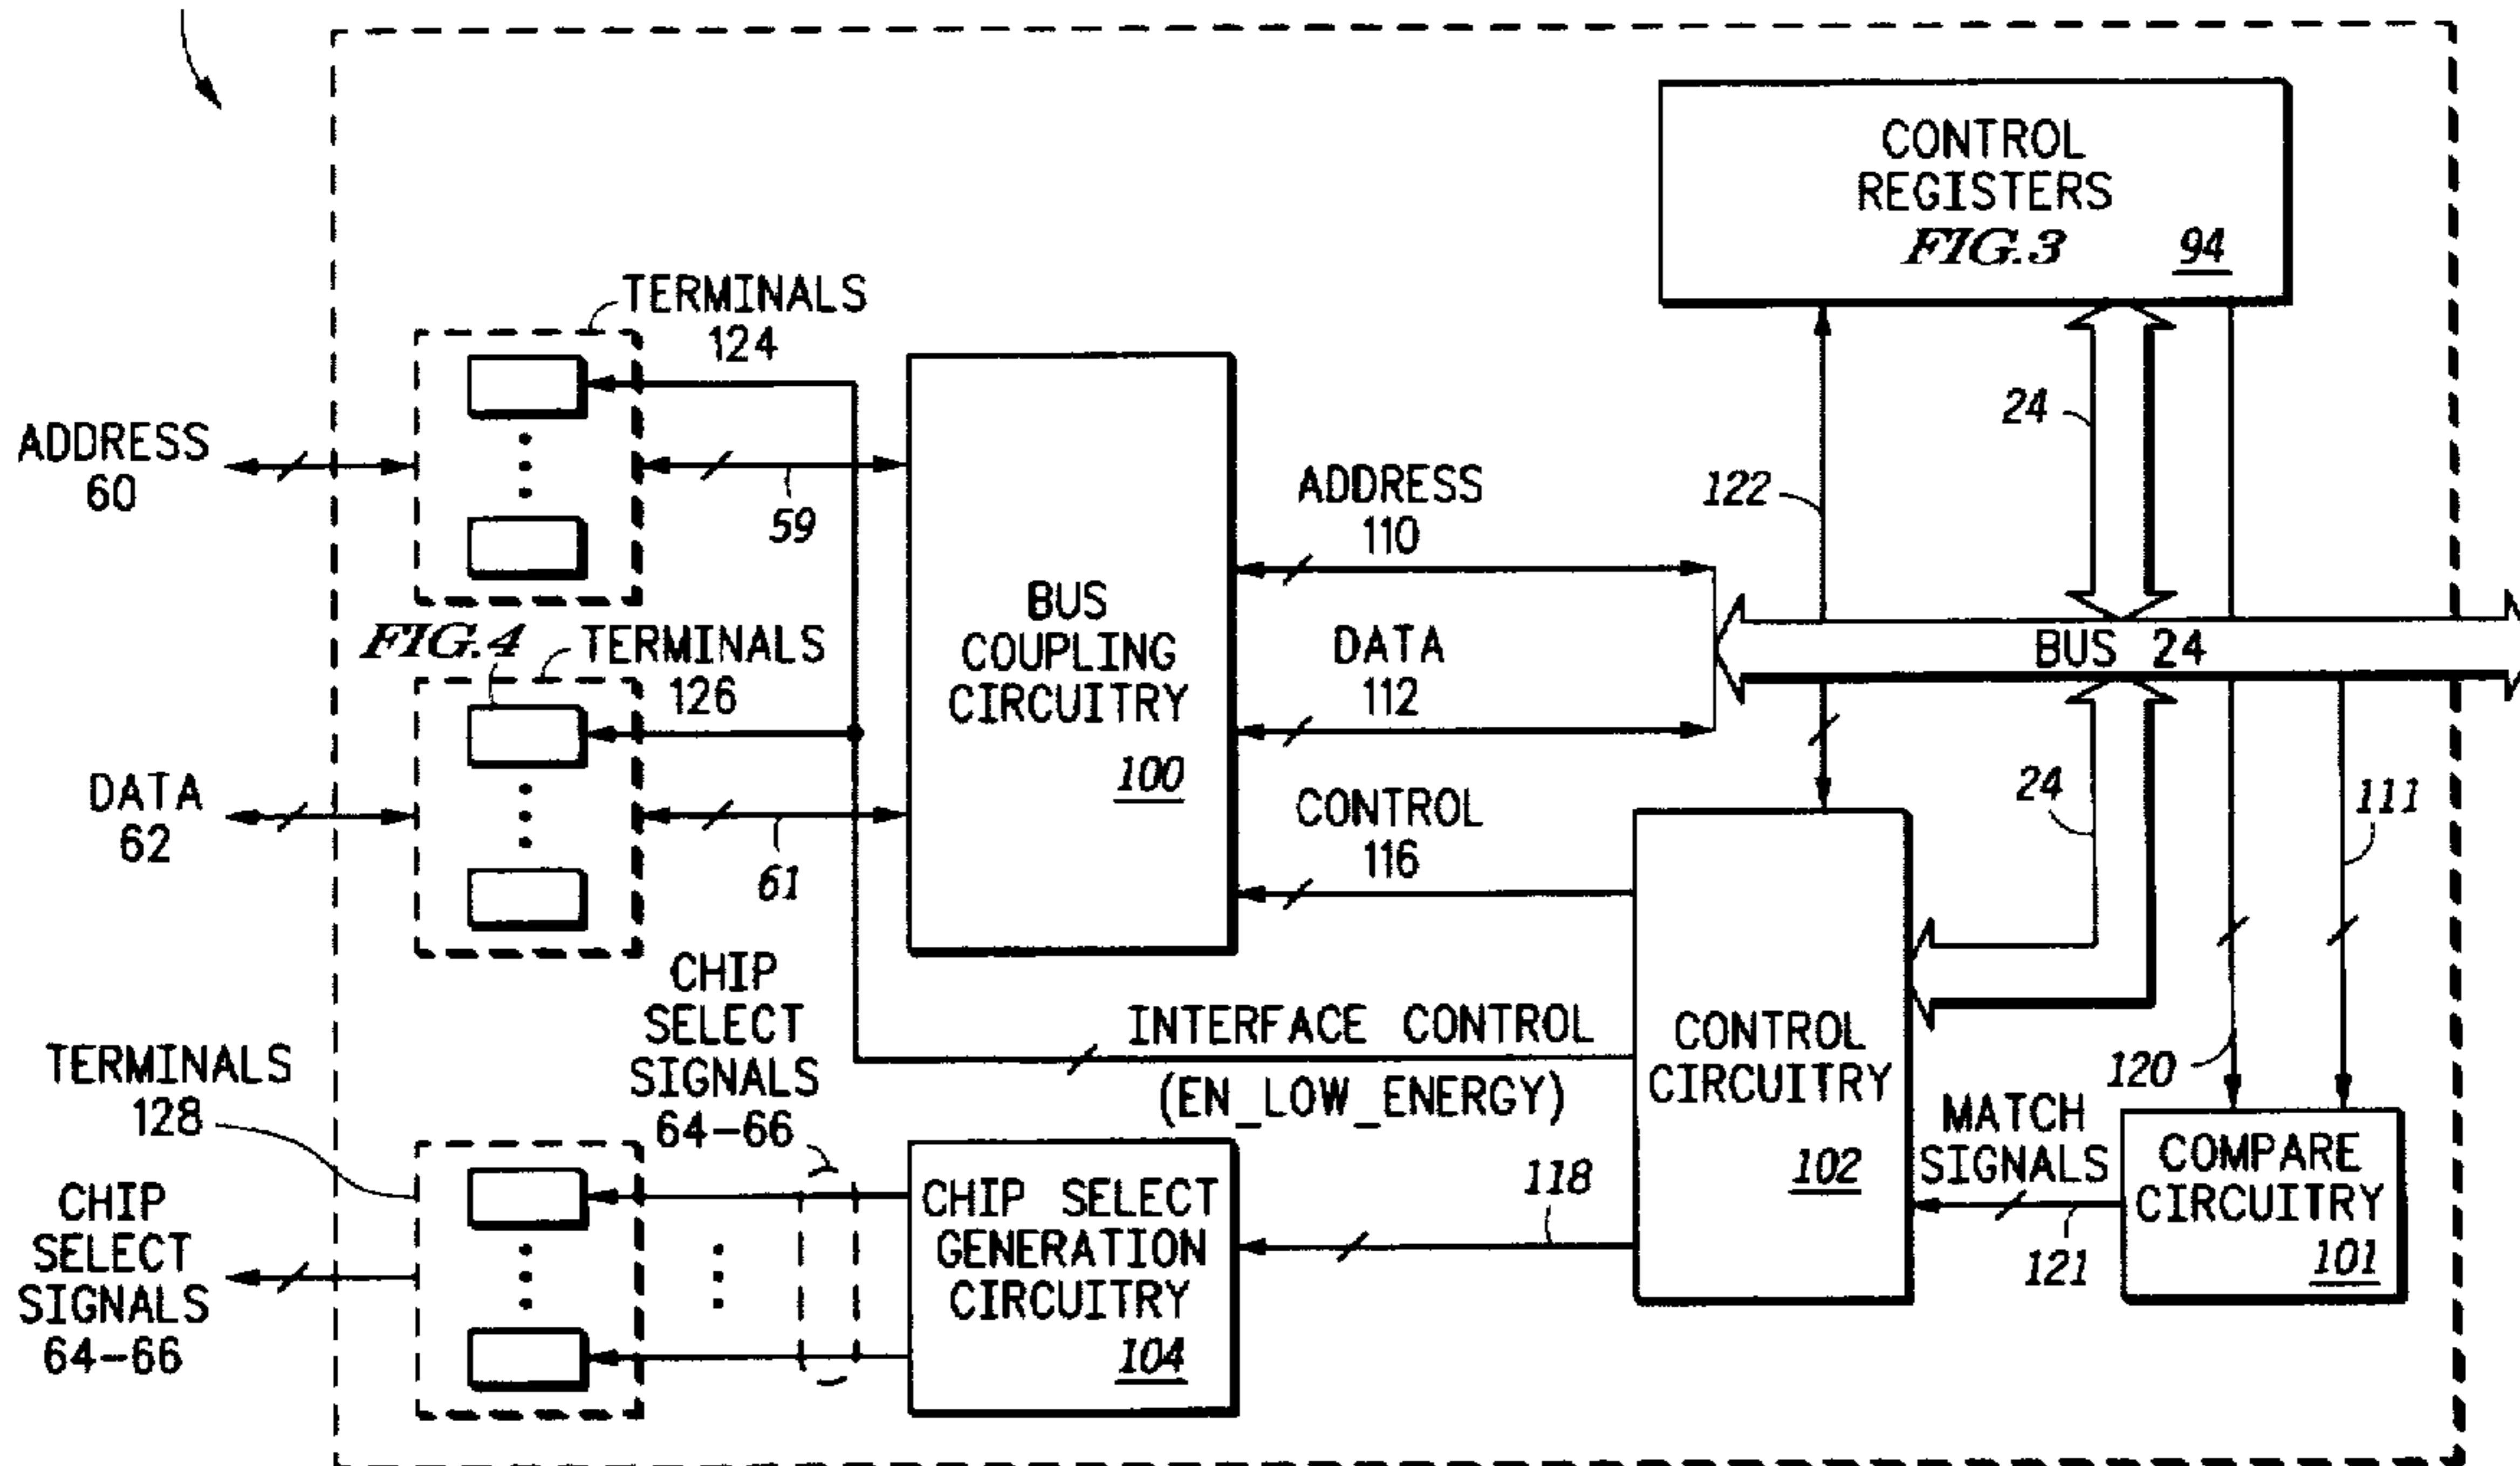 CONTROL
REGISTERS
FIG.3
94
TERMINALS
124
ADDRESS
60
59
24
122
ADDRESS
110
BUS
COUPLING
CIRCUITRY
100
DATA
112
BUS 24
FIG.4
TERMINALS
126
DATA
62
61
CONTROL
116
24
111
CHIP
SELECT
SIGNALS
64-66
INTERFACE CONTROL
(EN_LOW_ENERGY)
CONTROL
CIRCUITRY
102
120
TERMINALS
128
MATCH
SIGNALS
121
COMPARE
CIRCUITRY
101
CHIP
SELECT
SIGNALS
64-66
CHIP SELECT
GENERATION
CIRCUITRY
104
118